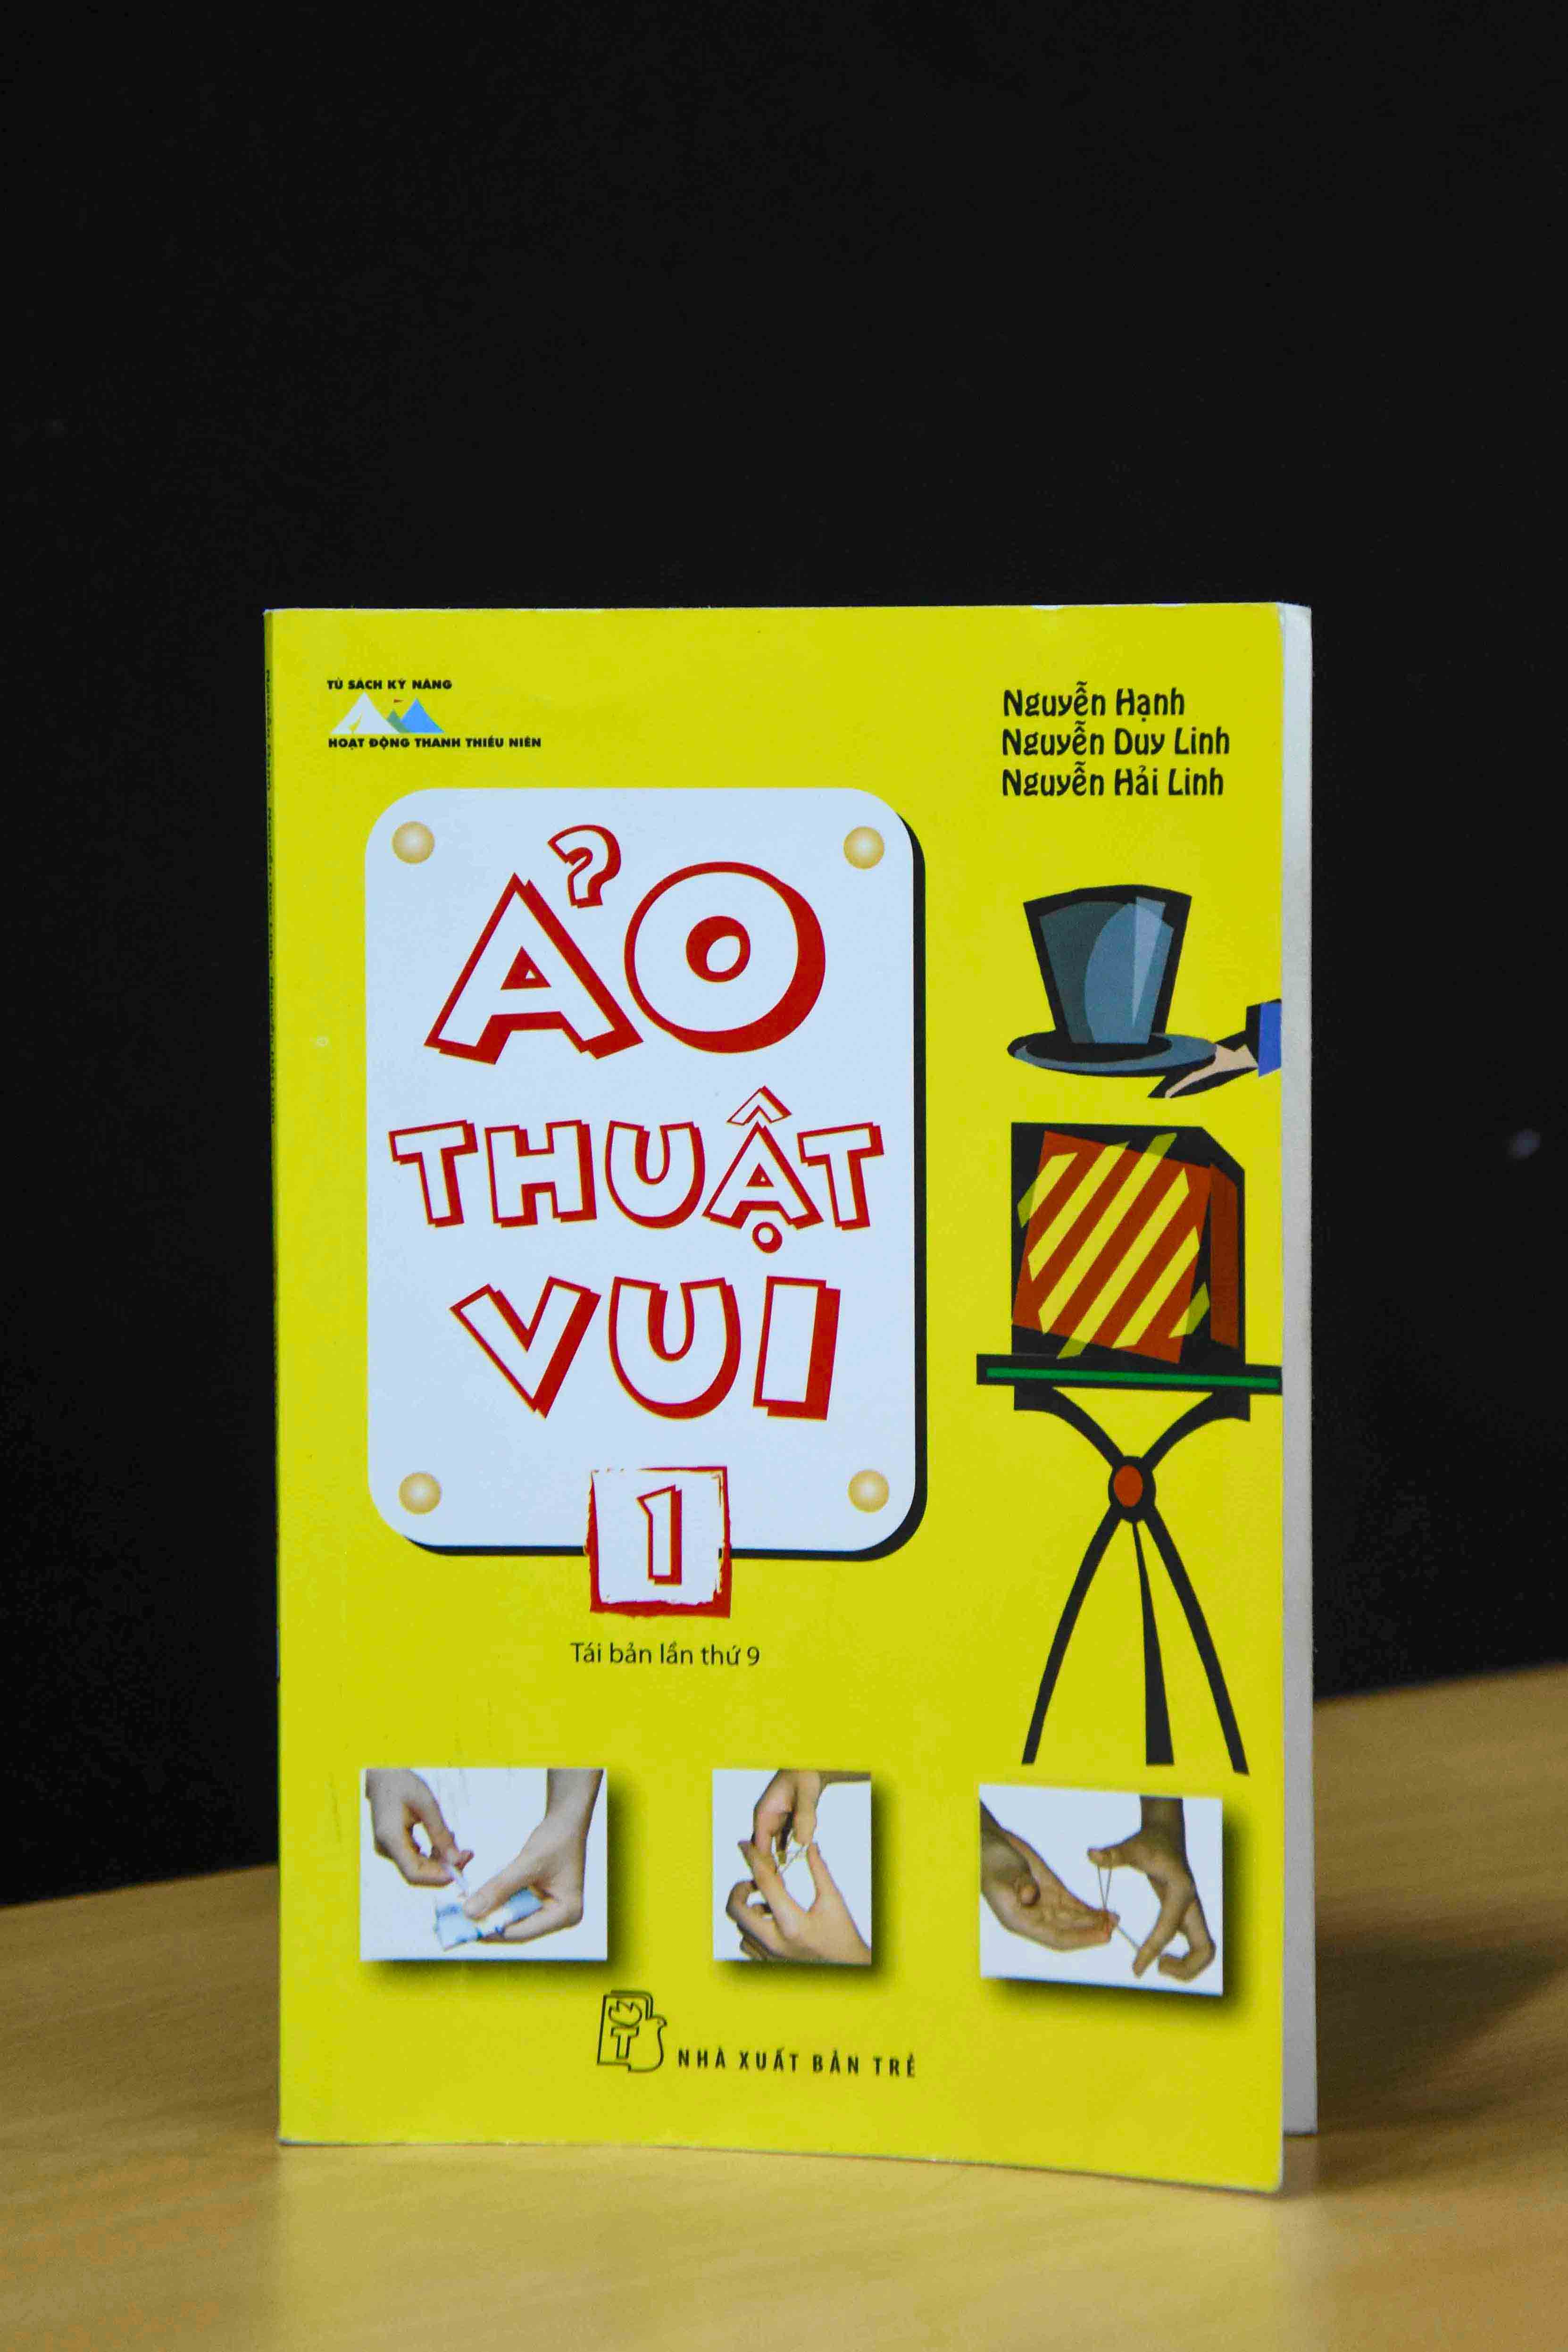 TỦ SÁCH KỸ NĂNG
HOẠT ĐỘNG THANH THIẾU NIÊN
Nguyễn Hạnh
Nguyễn Duy Linh
Nguyễn Hải Linh
ẢO
THUẬT
VUI
1
Tái bản lần thứ 9
NHÀ XUẤT BẢN TRẺ